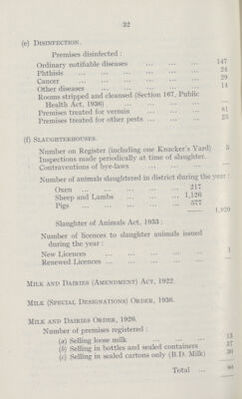 32
(e) DISINFECTION.
Premises disinfected :
Ordinary notifiable diseases ... ... ... 147
Phthisis ... ... ... ... ... 24
Cancer ... ... ... ... ... 29
Other diseases ... ... ... ... 14
Rooms stripped and cleansed (Section 167, Public
Health Act, 1936) ... ... ... ...
Premises treated for vermin ... ... ... 81
Premises treated for other pests ... ... ... 25
(f) SLAUGHTERHOUSES.
Number on Register (including one Knacker's Yard) 5
Inspections made periodically at time of slaughter.
Contraventions of bye-laws ... ... ...
Number of animals slaughtered in district during the year :
Oxen ... ... ... ... ... 217
Sheep and Lambs ... ... ... 1,126
Pigs ... ... ... ... ... 577
1,920
Slaughter of Animals Act, 1933 :
Number of licences to slaughter animals issued
during the year :
New Licences ... ... ... ... 1
Renewed Licences ... ... ... ...
MILK AND DAIRIES (AMENDMENT) ACT, 1922.
MILK (SPECIAL DESIGNATIONS) ORDER, 1936.
MILK AND DAIRIES ORDER, 1926.
Number of premises registered :
(a) Selling loose milk ... ... ... 13
(b) Selling in bottles and sealed containers 37
(c) Selling in sealed cartons only (B.D. Milk)
Total ...